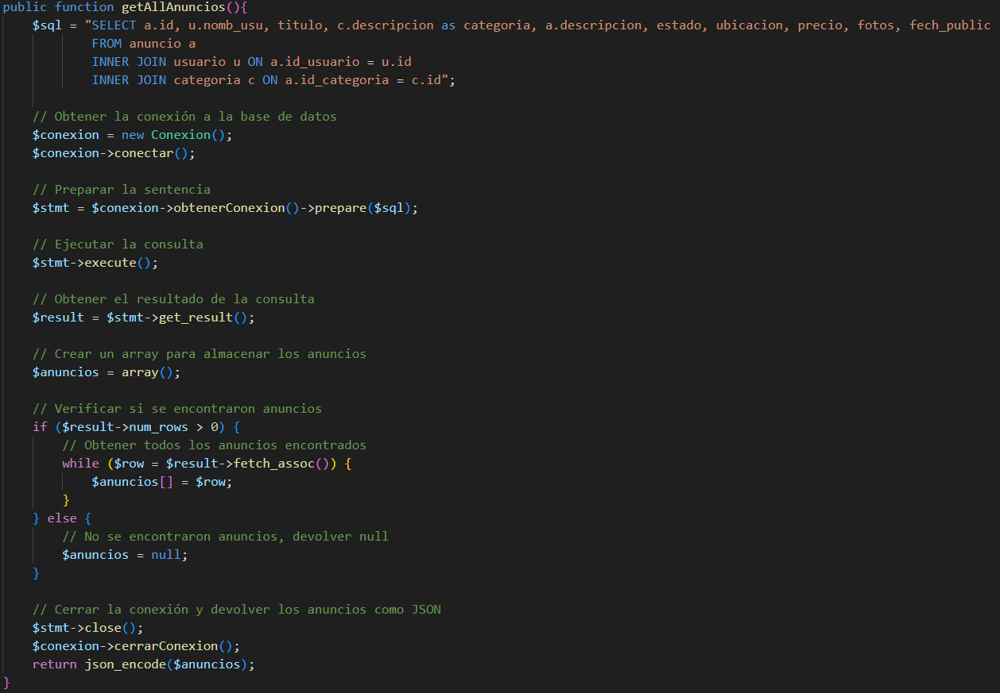 public function getAllAnuncios(){
$sql = "SELECT a.id, u.nomb_usu, titulo, c.descripcion as categoria, a.descripcion, estado, ubicacion, precio, fotos, fech_public
FROM anuncio a
INNER JOIN usuario u ON a.id_usuario = u.id
INNER JOIN categoria c ON a.id_categoria = c.id";
// Obtener la conexión a la base de datos
$conexion = new Conexion();
$conexion->conectar();
// Preparar la sentencia
$stmt = $conexion->obtenerConexion()->prepare($sql);
// Ejecutar la consulta
$stmt->execute();
// Obtener el resultado de la consulta
$result = $stmt->get_result();
// Crear un array para almacenar los anuncios
$anuncios = array();
// Verificar si se encontraron anuncios
if ($result->num_rows > 0) {
// Obtener todos los anuncios encontrados
while ($row = $result->fetch_assoc()) {
$anuncios[] = $row;
}
} else {
// No se encontraron anuncios, devolver null
$anuncios = null;
}
// Cerrar la conexión y devolver los anuncios como JSON
$stmt->close();
$conexion->cerrarConexion();
return json_encode($anuncios);
}